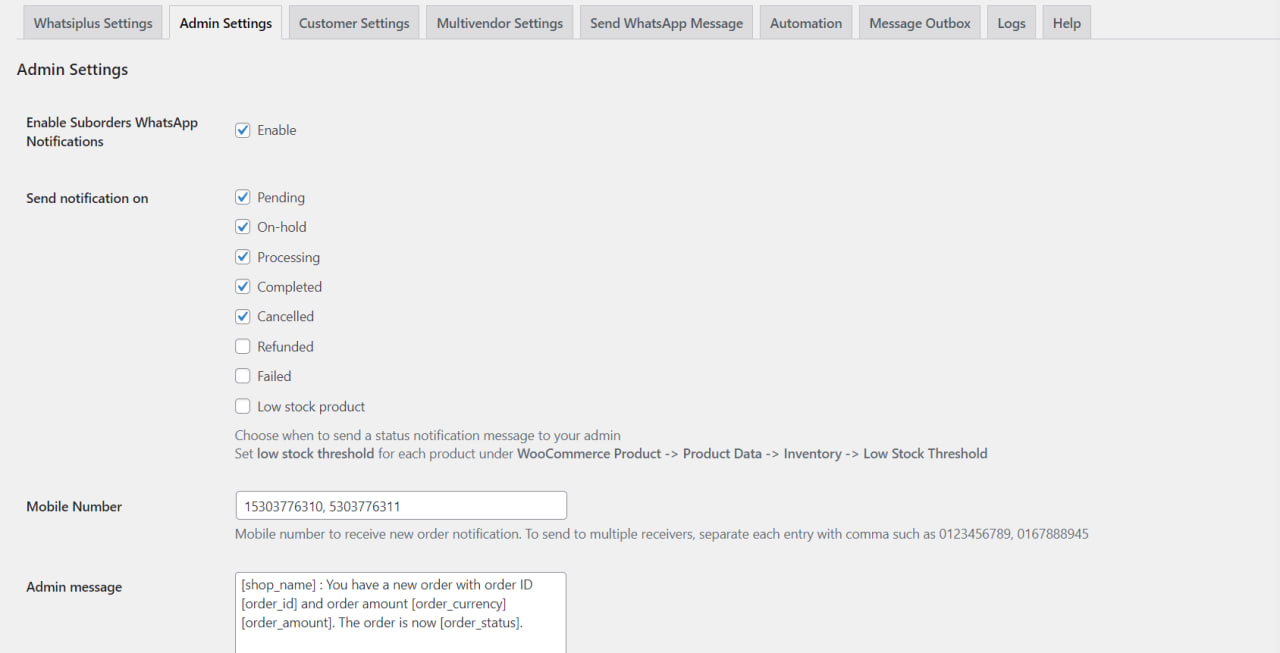 Whatsiplus Settings
Admin Settings
Customer Settings
Multivendor Settings
Send WhatsApp Message
Automation
Message Outbox
Logs
Help
Admin Settings
Enable Suborders WhatsApp
Notifications
Enable
Send notification on
Pending
On-hold
Processing
Completed
Cancelled
Refunded
Failed
Low stock product
Choose when to send a status notification message to your admin
Set low stock threshold for each product under WooCommerce Product -> Product Data -> Inventory -> Low Stock Threshold
Mobile Number
15303776310, 5303776311
Mobile number to receive new order notification. To send to multiple receivers, separate each entry with comma such as 0123456789, 0167888945
Admin message
[shop_name] : You have a new order with order ID
[order_id] and order amount [order_currency]
[order_amount]. The order is now [order_status].